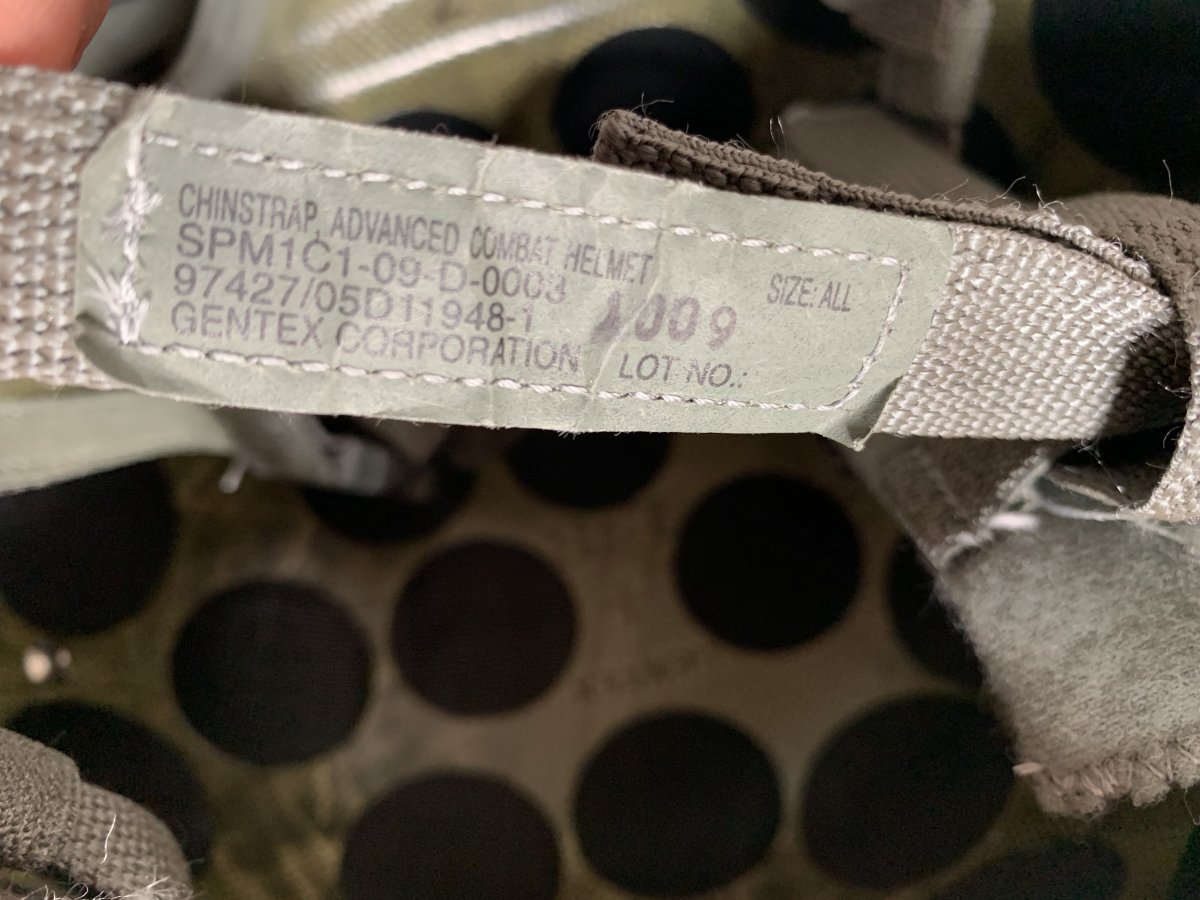 CHINSTRAP, ADVANCED COMBAT HELMET
SPM1C1-09-D-0003
SIZE: ALL
97427/05D11948-1
1009
GENTEX CORPORATION
LOT NO.: